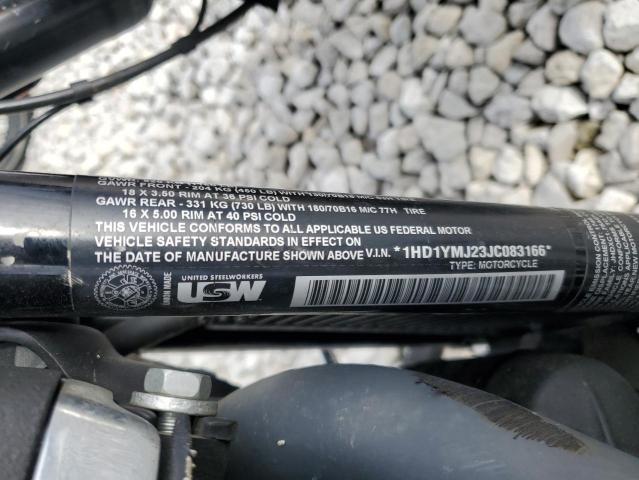 GAWR FRONT - 204 KG (450 LB) WITH
18 X 3.50 RIM AT 36 PSI COLD
GAWR REAR - 331 KG (730 LB) WITH 180/70B16 MIC 77H TIRE
16 X 5.00 RIM AT 40 PSI COLD
THIS VEHICLE CONFORMS TO ALL APPLICABLE US FEDERAL MOTOR
VEHICLE SAFETY STANDARDS IN EFFECT ON
THE DATE OF MANUFACTURE SHOWN ABOVE V.I.N. *1HD1YMJ23JC083166*
TYPE: MOTORCYCLE
UNION MADE
UNITED STEELWORKERS
USW